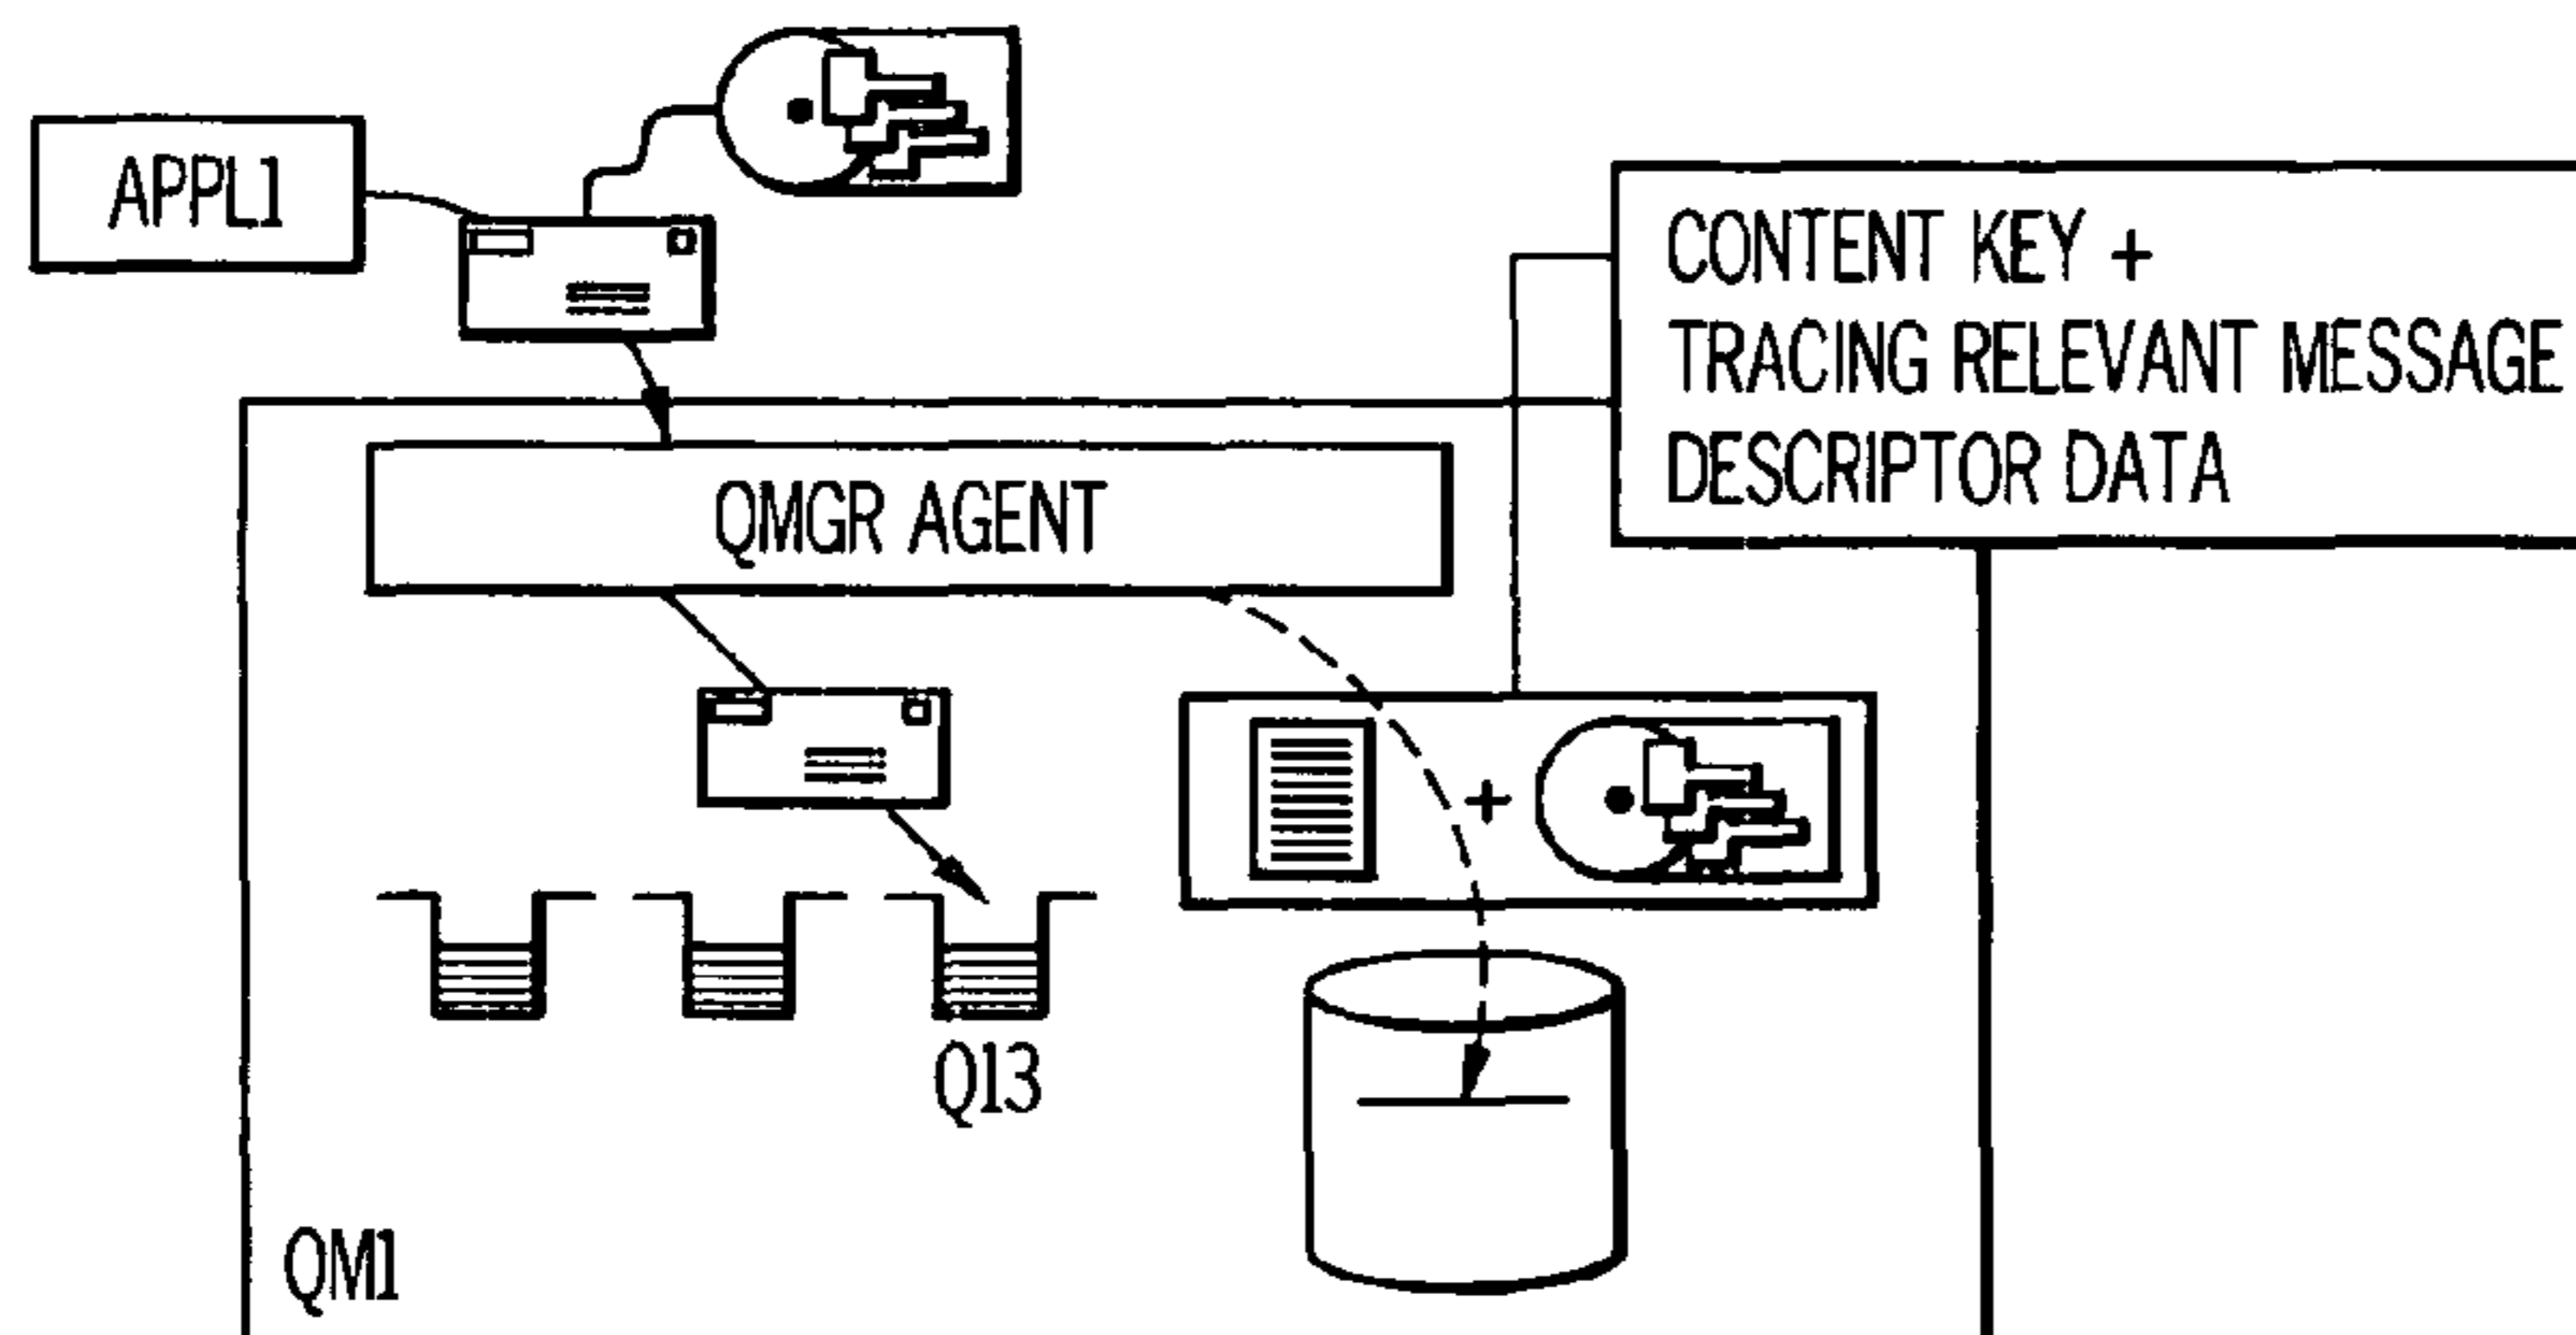 APPL1
CONTENT KEY +
TRACING RELEVANT MESSAGE
DESCRIPTOR DATA
QMGR AGENT
+
Q13
QM1